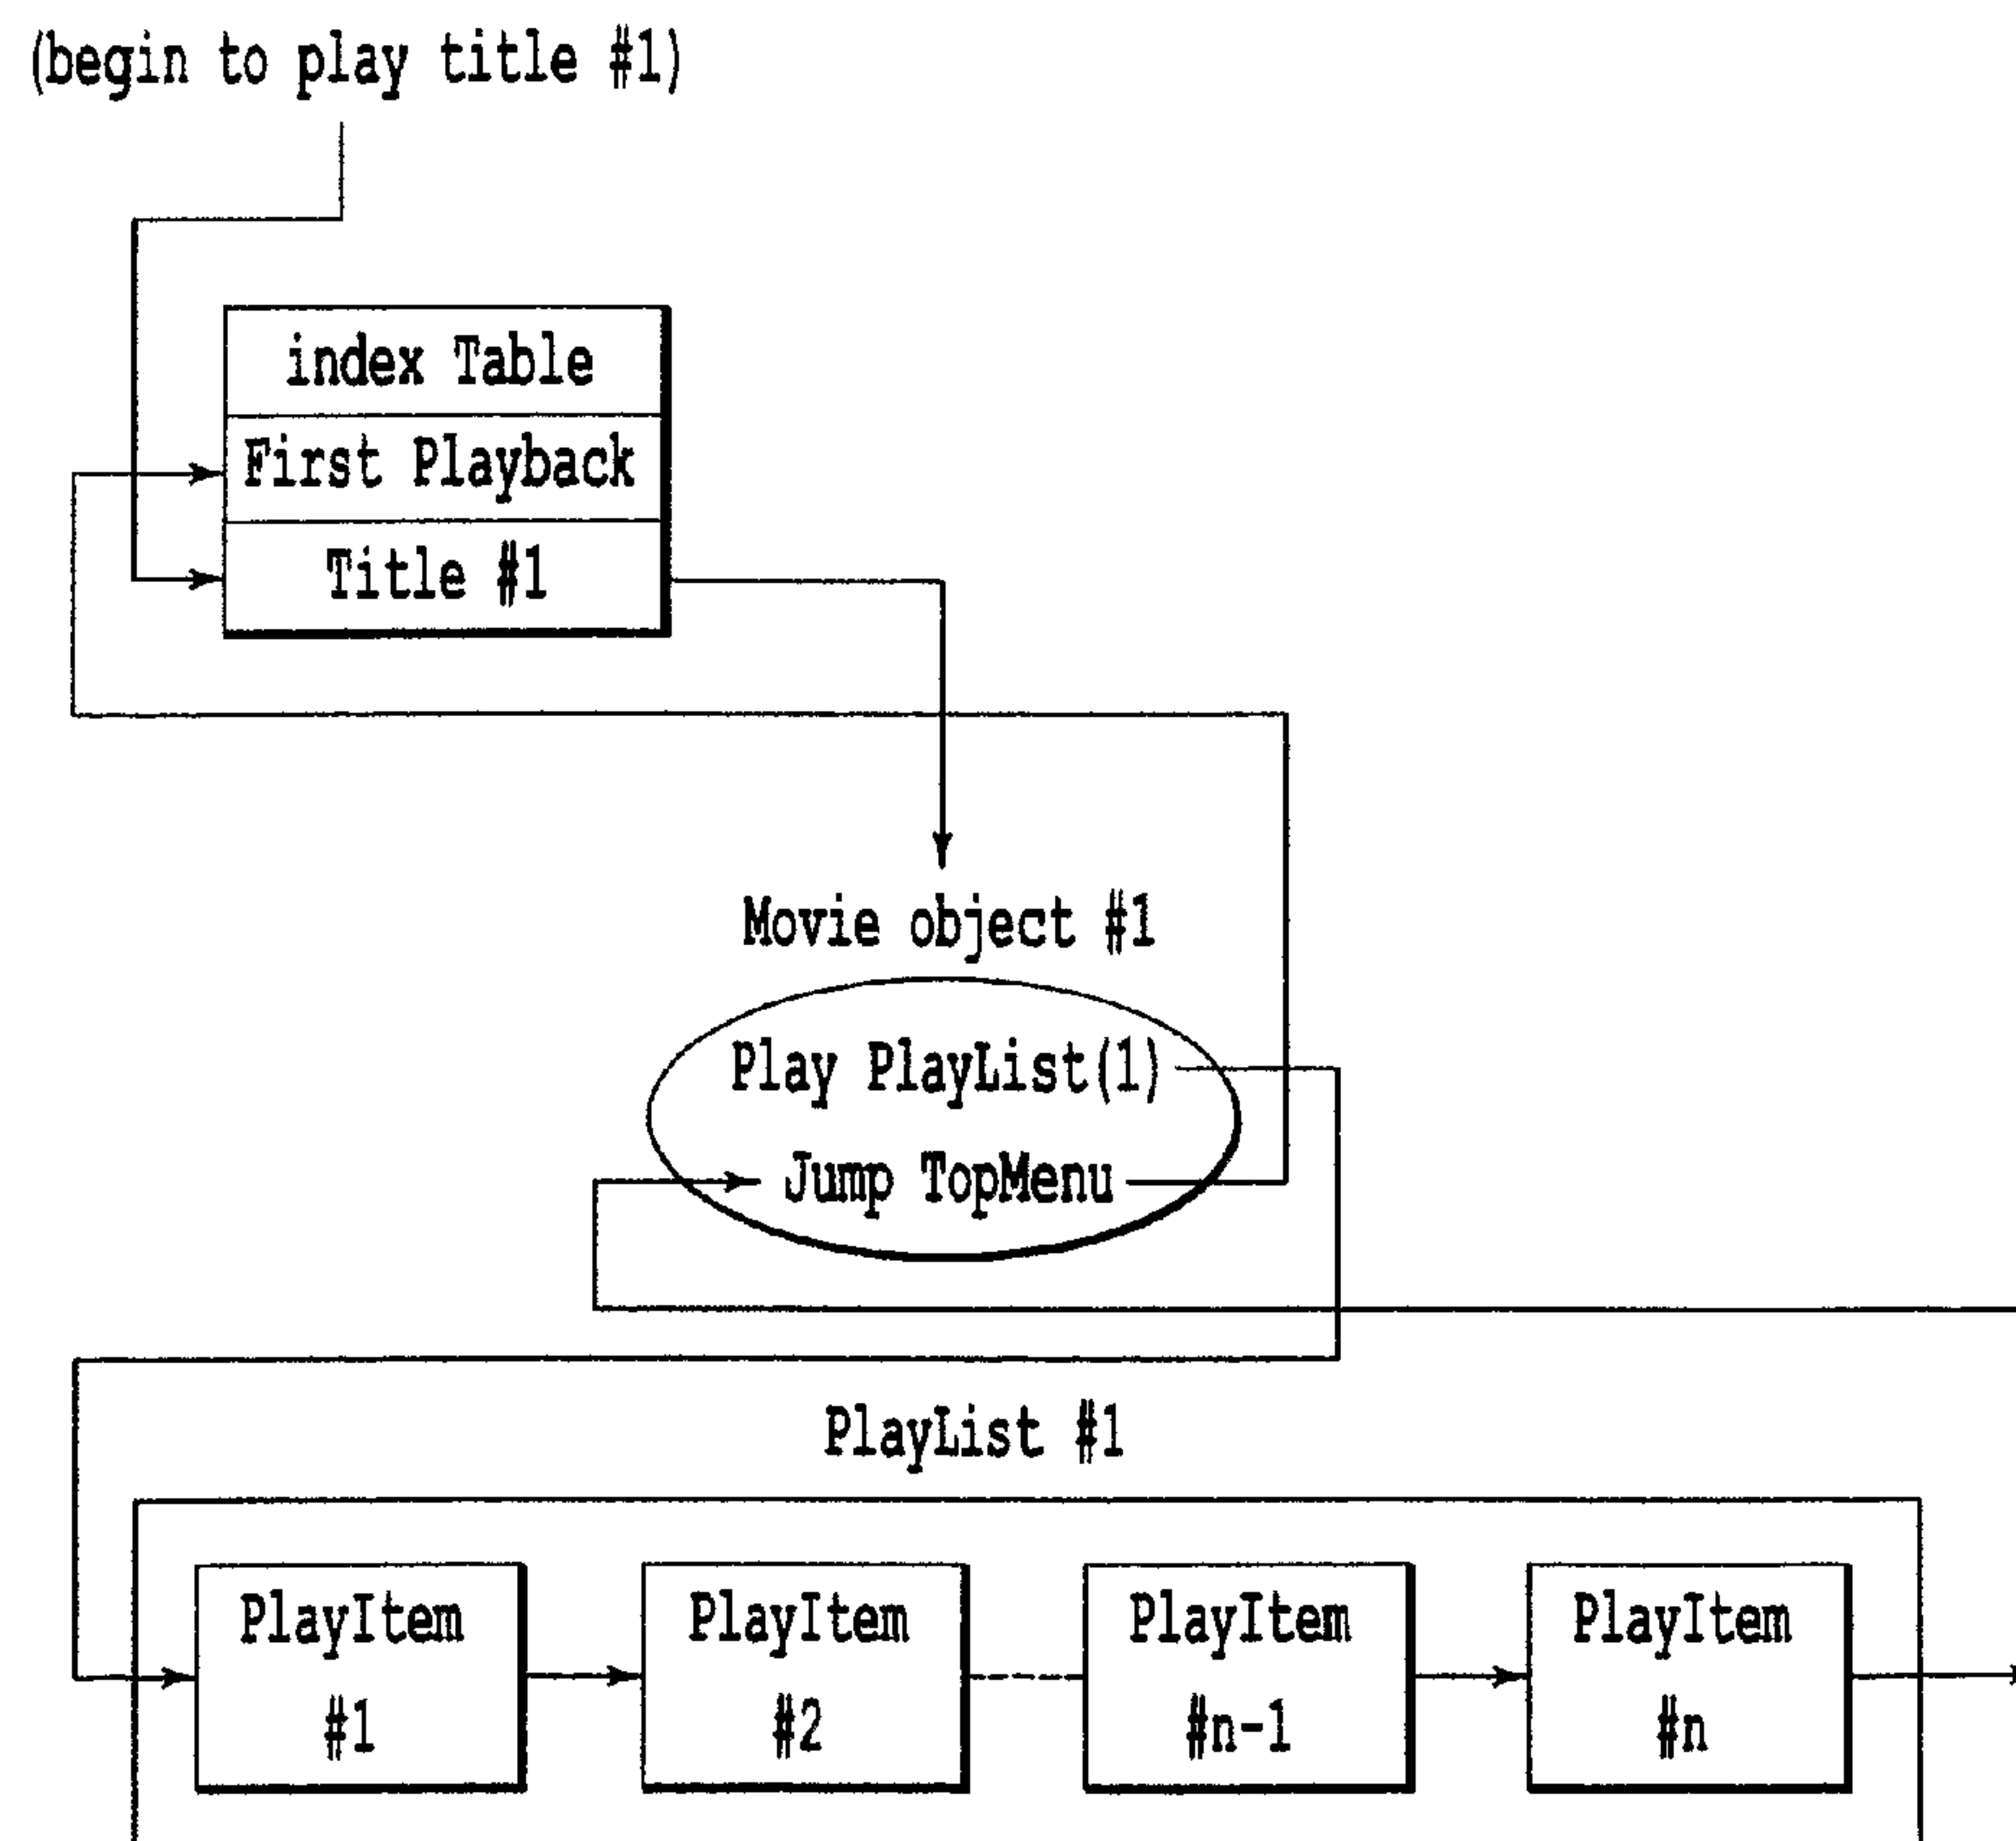 (begin to play title #1)
index Table
First Playback
Title #1
Movie object #1
Play PlayList(1)
Jump TopMenu
PlayList #1
PlayItem
#1
PlayItem
#2
PlayItem
#n-1
PlayItem
#n